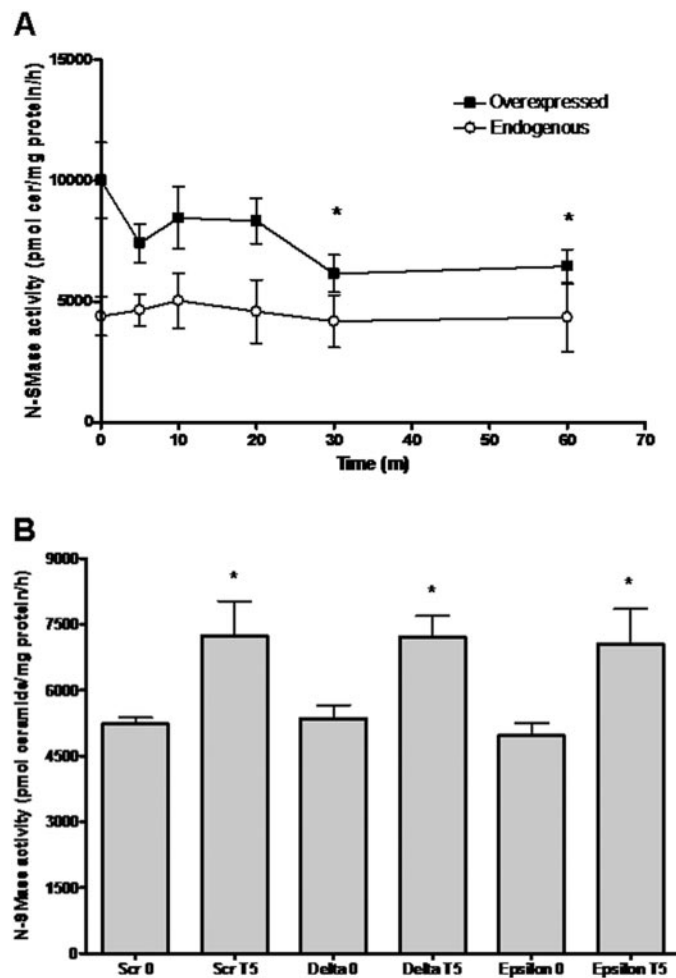 A
15000
10000
5000
0
N-SMase activity (pmol cer/mg protein/h)
Overexpressed
Endogenous
*
*
0 10 20 30 40 50 60 70
Time (m)
B
9000
7500
6000
4500
3000
1500
0
N-SMase activity (pmol ceramide/mg protein/h)
*
*
*
Scr 0 Scr T5 Delta 0 Delta T5 Epsilon 0 Epsilon T5